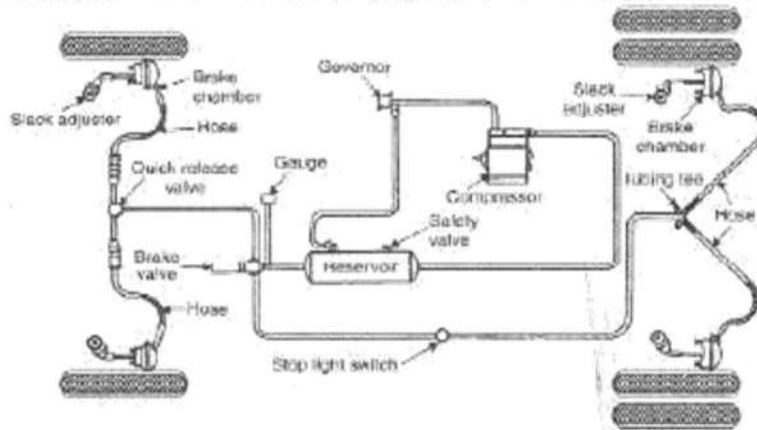 Governor
Brake
chamber
Slack adjuster
Hose
Slack
adjuster
Brake
chamber
Gauge
Quick release
valve
Compressor
Tubing tee
Safety
valve
Hose
Brake
valve
Reservoir
Hose
Stop light switch